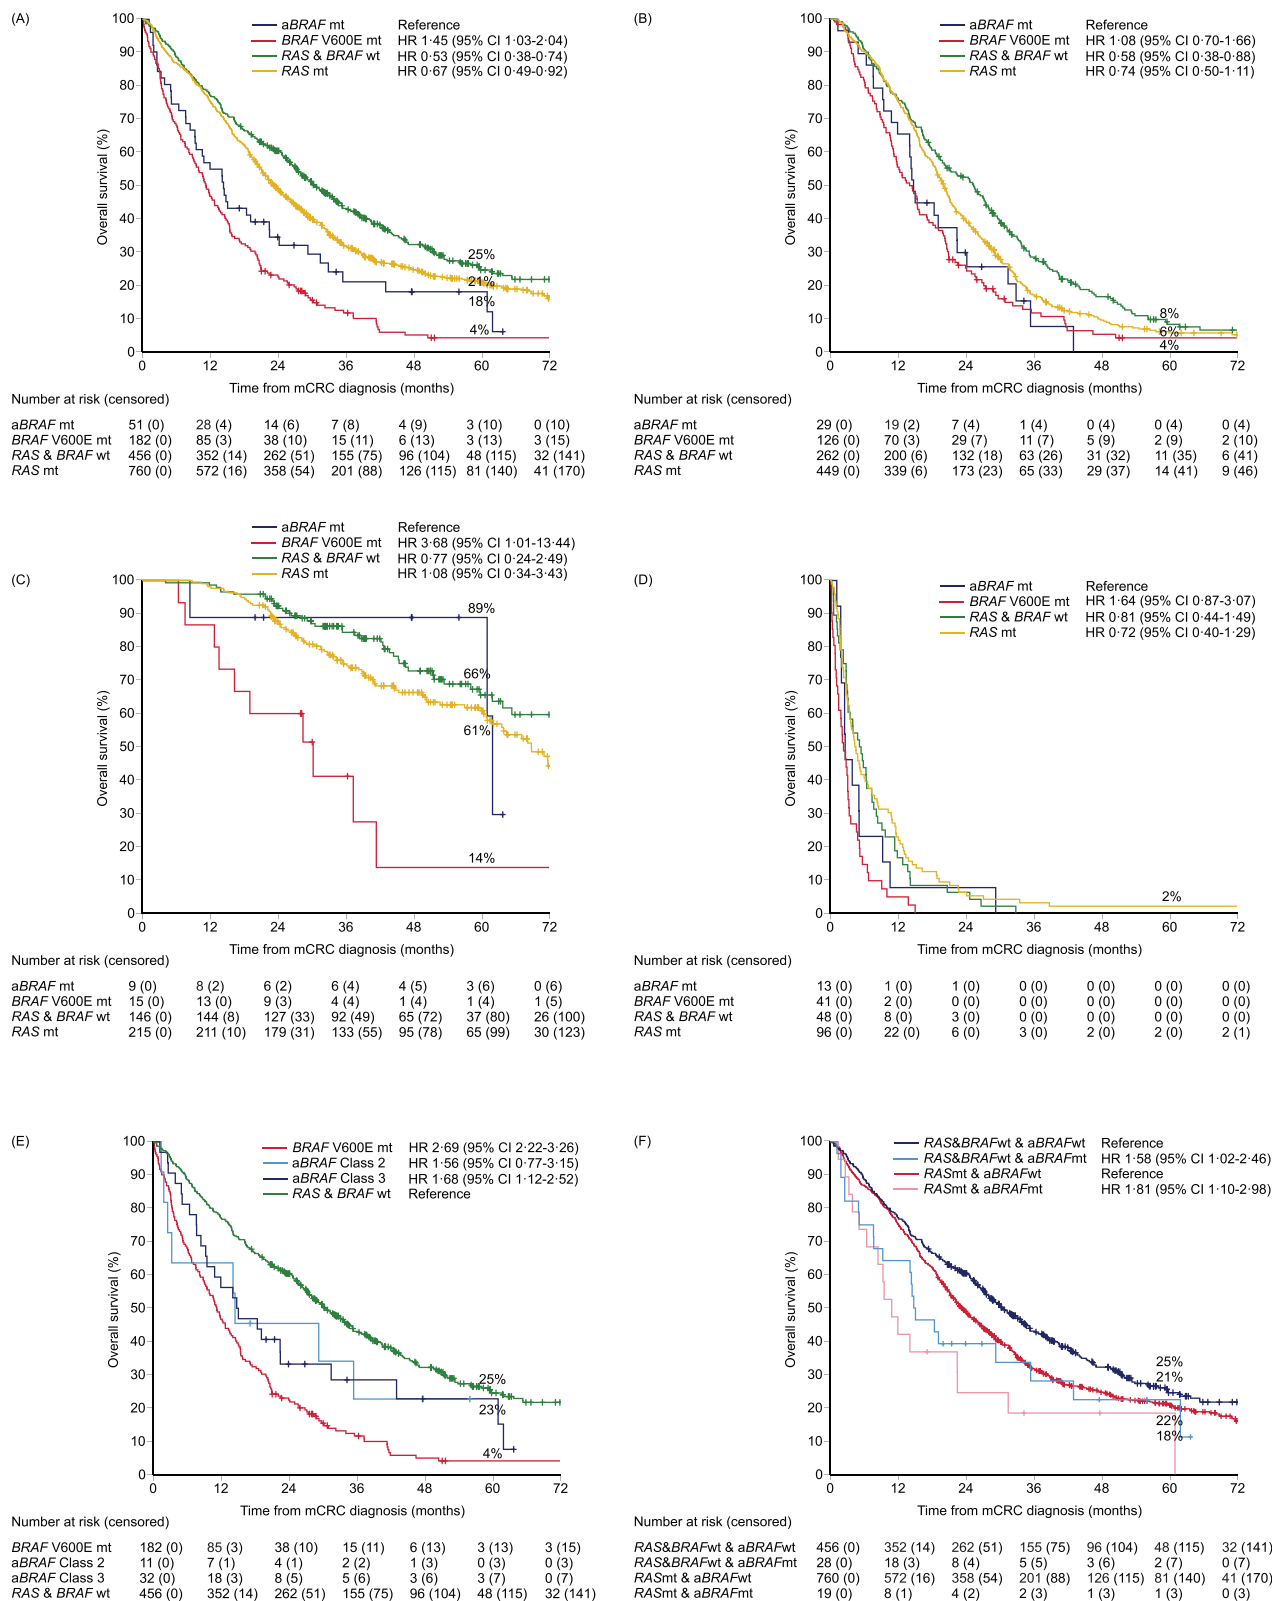 (A)
aBRAF mt Reference
BRAF V600E mt HR 1·45 (95% CI 1·03-2·04)
RAS & BRAF wt HR 0·53 (95% CI 0·38-0·74)
RAS mt HR 0·67 (95% CI 0·49-0·92)
Overall survival (%)
100
90
80
70
60
50
40
30
20
10
0
25%
21%
18%
4%
0 12 24 36 48 60 72
Time from mCRC diagnosis (months)
Number at risk (censored)
aBRAF mt 51 (0) 28 (4) 14 (6) 7 (8) 4 (9) 3 (10) 0 (10)
BRAF V600E mt 182 (0) 85 (3) 38 (10) 15 (11) 6 (13) 3 (13) 3 (15)
RAS & BRAF wt 456 (0) 352 (14) 262 (51) 155 (75) 96 (104) 48 (115) 32 (141)
RAS mt 760 (0) 572 (16) 358 (54) 201 (88) 126 (115) 81 (140) 41 (170)
(B)
aBRAF mt Reference
BRAF V600E mt HR 1·08 (95% CI 0·70-1·66)
RAS & BRAF wt HR 0·58 (95% CI 0·38-0·88)
RAS mt HR 0·74 (95% CI 0·50-1·11)
Overall survival (%)
100
90
80
70
60
50
40
30
20
10
0
8%
6%
4%
0 12 24 36 48 60 72
Time from mCRC diagnosis (months)
Number at risk (censored)
aBRAF mt 29 (0) 19 (2) 7 (4) 1 (4) 0 (4) 0 (4) 0 (4)
BRAF V600E mt 126 (0) 70 (3) 29 (7) 11 (7) 5 (9) 2 (9) 2 (10)
RAS & BRAF wt 262 (0) 200 (6) 132 (18) 63 (26) 31 (32) 11 (35) 6 (41)
RAS mt 449 (0) 339 (6) 173 (23) 65 (33) 29 (37) 14 (41) 9 (46)
(C)
aBRAF mt Reference
BRAF V600E mt HR 3·68 (95% CI 1·01-13·44)
RAS & BRAF wt HR 0·77 (95% CI 0·24-2·49)
RAS mt HR 1·08 (95% CI 0·34-3·43)
Overall survival (%)
100
90
80
70
60
50
40
30
20
10
0
89%
66%
61%
14%
0 12 24 36 48 60 72
Time from mCRC diagnosis (months)
Number at risk (censored)
aBRAF mt 9 (0) 8 (2) 6 (2) 6 (4) 4 (5) 3 (6) 0 (6)
BRAF V600E mt 15 (0) 13 (0) 9 (3) 4 (4) 1 (4) 1 (4) 1 (5)
RAS & BRAF wt 146 (0) 144 (8) 127 (33) 92 (49) 65 (72) 37 (80) 26 (100)
RAS mt 215 (0) 211 (10) 179 (31) 133 (55) 95 (78) 65 (99) 30 (123)
(D)
aBRAF mt Reference
BRAF V600E mt HR 1·64 (95% CI 0·87-3·07)
RAS & BRAF wt HR 0·81 (95% CI 0·44-1·49)
RAS mt HR 0·72 (95% CI 0·40-1·29)
Overall survival (%)
100
90
80
70
60
50
40
30
20
10
0
2%
0 12 24 36 48 60 72
Time from mCRC diagnosis (months)
Number at risk (censored)
aBRAF mt 13 (0) 1 (0) 1 (0) 0 (0) 0 (0) 0 (0) 0 (0)
BRAF V600E mt 41 (0) 2 (0) 0 (0) 0 (0) 0 (0) 0 (0) 0 (0)
RAS & BRAF wt 48 (0) 8 (0) 3 (0) 0 (0) 0 (0) 0 (0) 0 (0)
RAS mt 96 (0) 22 (0) 6 (0) 3 (0) 2 (0) 2 (0) 2 (1)
(E)
BRAF V600E mt HR 2·69 (95% CI 2·22-3·26)
aBRAF Class 2 HR 1·56 (95% CI 0·77-3·15)
aBRAF Class 3 HR 1·68 (95% CI 1·12-2·52)
RAS & BRAF wt Reference
Overall survival (%)
100
90
80
70
60
50
40
30
20
10
0
25%
23%
4%
0 12 24 36 48 60 72
Time from mCRC diagnosis (months)
Number at risk (censored)
BRAF V600E mt 182 (0) 85 (3) 38 (10) 15 (11) 6 (13) 3 (13) 3 (15)
aBRAF Class 2 11 (0) 7 (1) 4 (1) 2 (2) 1 (3) 0 (3) 0 (3)
aBRAF Class 3 32 (0) 18 (3) 8 (5) 5 (6) 3 (6) 3 (7) 0 (7)
RAS & BRAF wt 456 (0) 352 (14) 262 (51) 155 (75) 96 (104) 48 (115) 32 (141)
(F)
RAS&BRAFwt & aBRAFwt Reference
RAS&BRAFwt & aBRAFmt HR 1·58 (95% CI 1·02-2·46)
RASmt & aBRAFwt Reference
RASmt & aBRAFmt HR 1·81 (95% CI 1·10-2·98)
Overall survival (%)
100
90
80
70
60
50
40
30
20
10
0
25%
21%
22%
18%
0 12 24 36 48 60 72
Time from mCRC diagnosis (months)
Number at risk (censored)
RAS&BRAFwt & aBRAFwt 456 (0) 352 (14) 262 (51) 155 (75) 96 (104) 48 (115) 32 (141)
RAS&BRAFwt & aBRAFmt 28 (0) 18 (3) 8 (4) 5 (5) 3 (6) 2 (7) 0 (7)
RASmt & aBRAFwt 760 (0) 572 (16) 358 (54) 201 (88) 126 (115) 81 (140) 41 (170)
RASmt & aBRAFmt 19 (0) 8 (1) 4 (2) 2 (3) 1 (3) 1 (3) 0 (3)